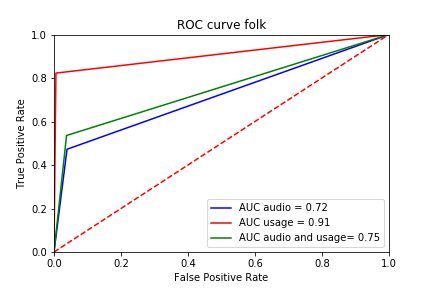 ROC curve folk
1.0
0.8
0.6
0.4
0.2
0.0
True Positive Rate
AUC audio = 0.72
AUC usage = 0.91
AUC audio and usage= 0.75
0.0 0.2 0.4 0.6 0.8 1.0
False Positive Rate